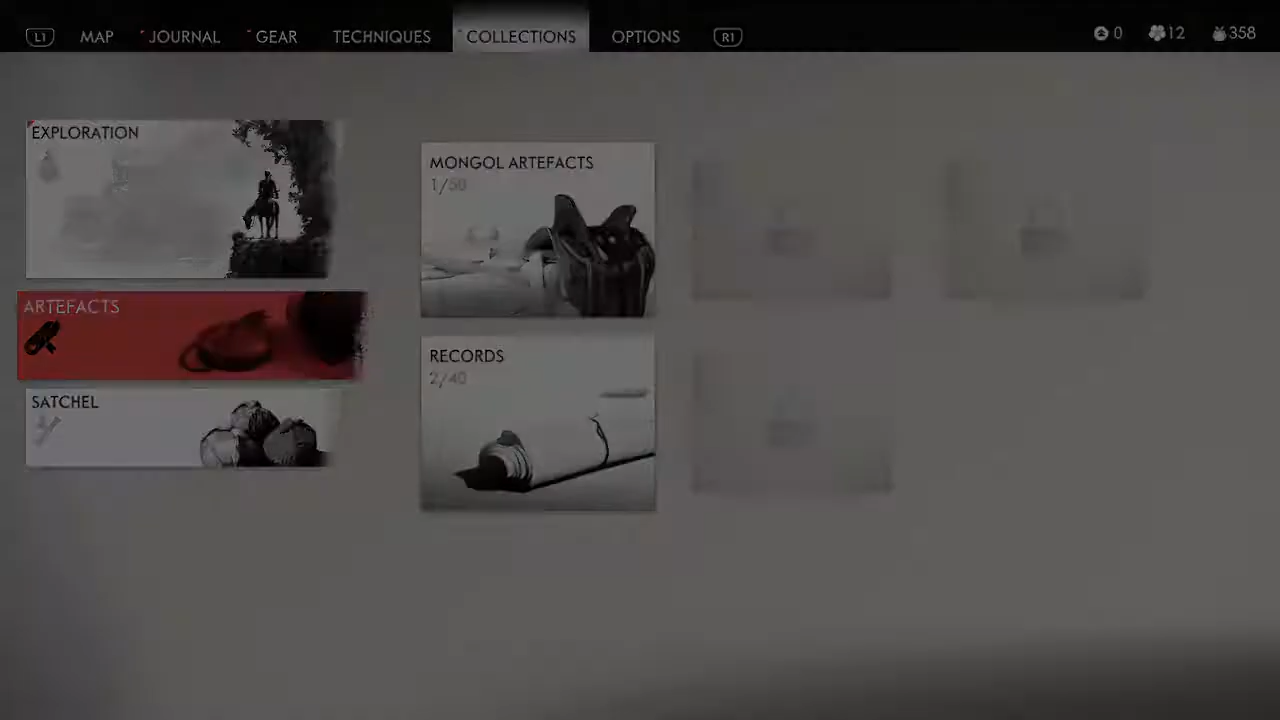 L1 MAP JOURNAL GEAR TECHNIQUES COLLECTIONS OPTIONS R1 0 12 358
EXPLORATION
MONGOL ARTEFACTS
1/50
ARTEFACTS
RECORDS
2/40
SATCHEL